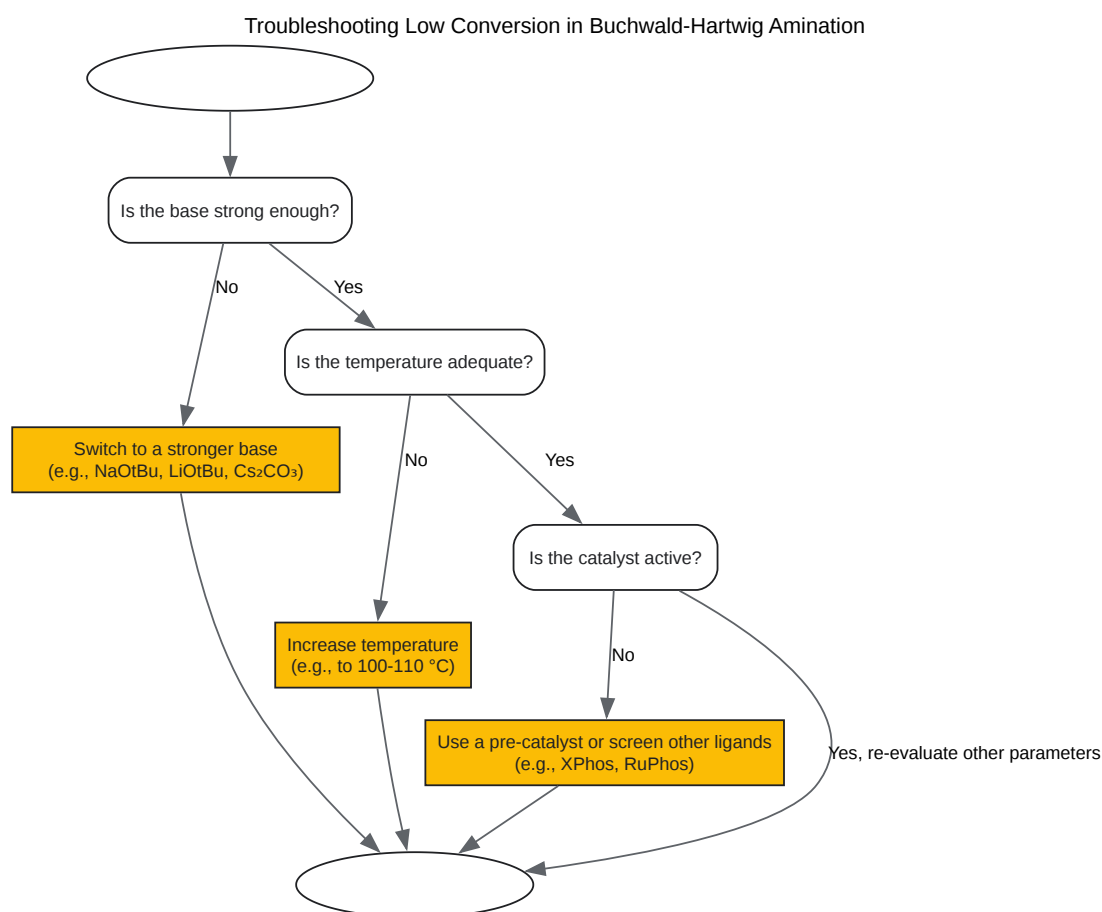 Troubleshooting Low Conversion in Buchwald-Hartwig Amination
Is the base strong enough?
No
Yes
Is the temperature adequate?
Switch to a stronger base
(e.g., NaOtBu, LiOtBu, Cs₂CO₃)
No
Yes
Is the catalyst active?
Increase temperature
(e.g., to 100-110 °C)
No
Use a pre-catalyst or screen other ligands
(e.g., XPhos, RuPhos)
Yes, re-evaluate other parameters